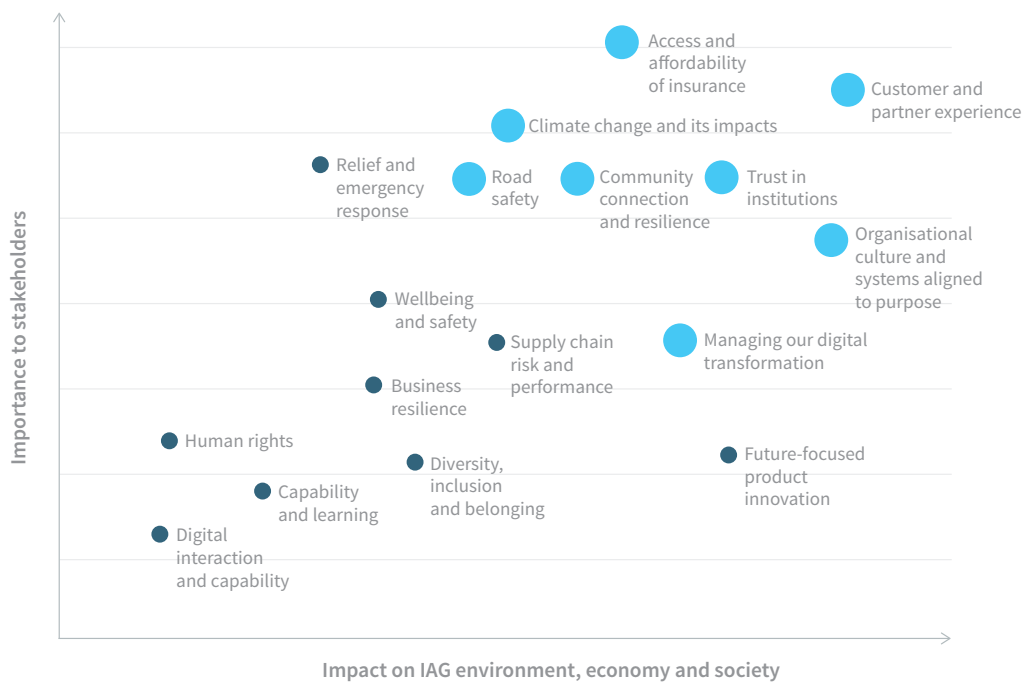 Access and
affordability
of insurance
Customer and
partner experience
Climate change and its impacts
Relief and
emergency
response
Road
safety
Community
connection
and resilience
Trust in
institutions
Organisational
culture and
systems aligned
to purpose
Wellbeing
and safety
Supply chain
risk and
performance
Managing our digital
transformation
Business
resilience
Human rights
Diversity,
inclusion
and belonging
Future-focused
product
innovation
Capability
and learning
Digital
interaction
and capability
Importance to stakeholders
Impact on IAG environment, economy and society